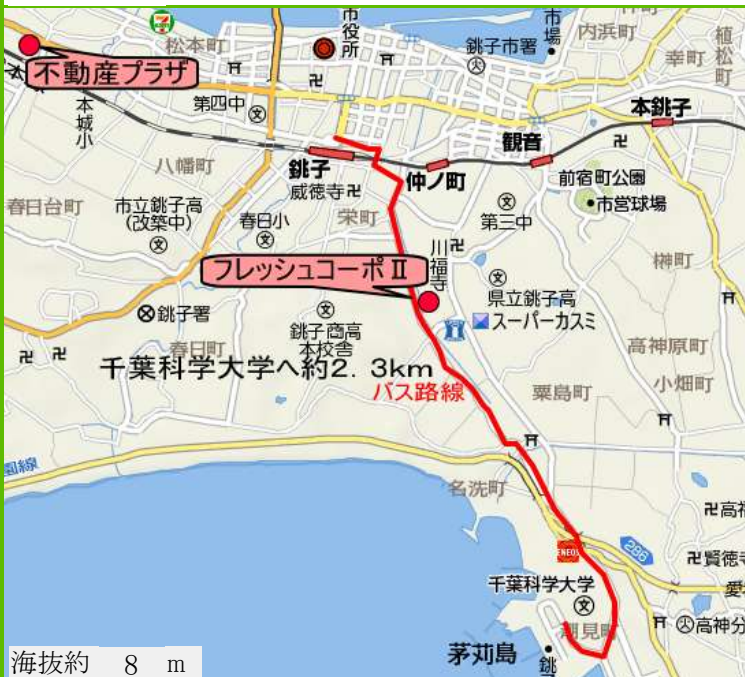 松本町
市役所
銚子市署
市場
内浜町
幸町
植松町
不動産プラザ
本城小
第四中
本銚子
八幡町
銚子
威徳寺
仲ノ町
観音
前宿町公園
市営球場
春日台町
市立銚子高
(改築中)
春日小
栄町
第三中
川福寺
榊町
フレッシュコーポⅡ
県立銚子高
スーパーカスミ
銚子署
銚子商高
本校舎
春日町
高神原町
千葉科学大学へ約2.3km
バス路線
粟島町
小畑町
名洗町
ENEOS
286
賢徳寺
千葉科学大学
潮見町
高神分
茅刈島
海抜約 8 m